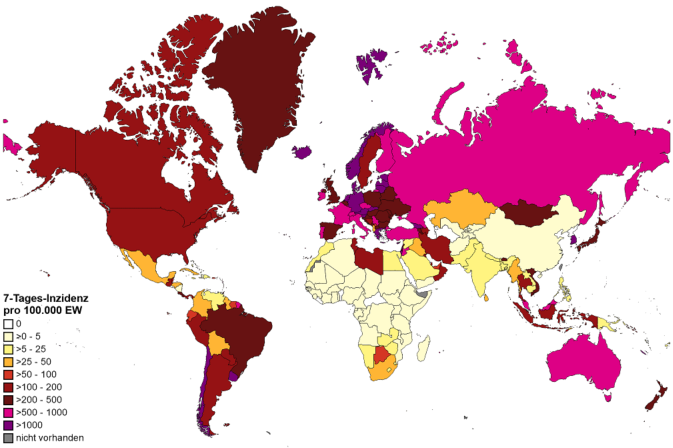 7-Tages-Inzidenz
pro 100.000 EW
0
>0 - 5
>5 - 25
>25 - 50
>50 - 100
>100 - 200
>200 - 500
>500 - 1000
>1000
nicht vorhanden